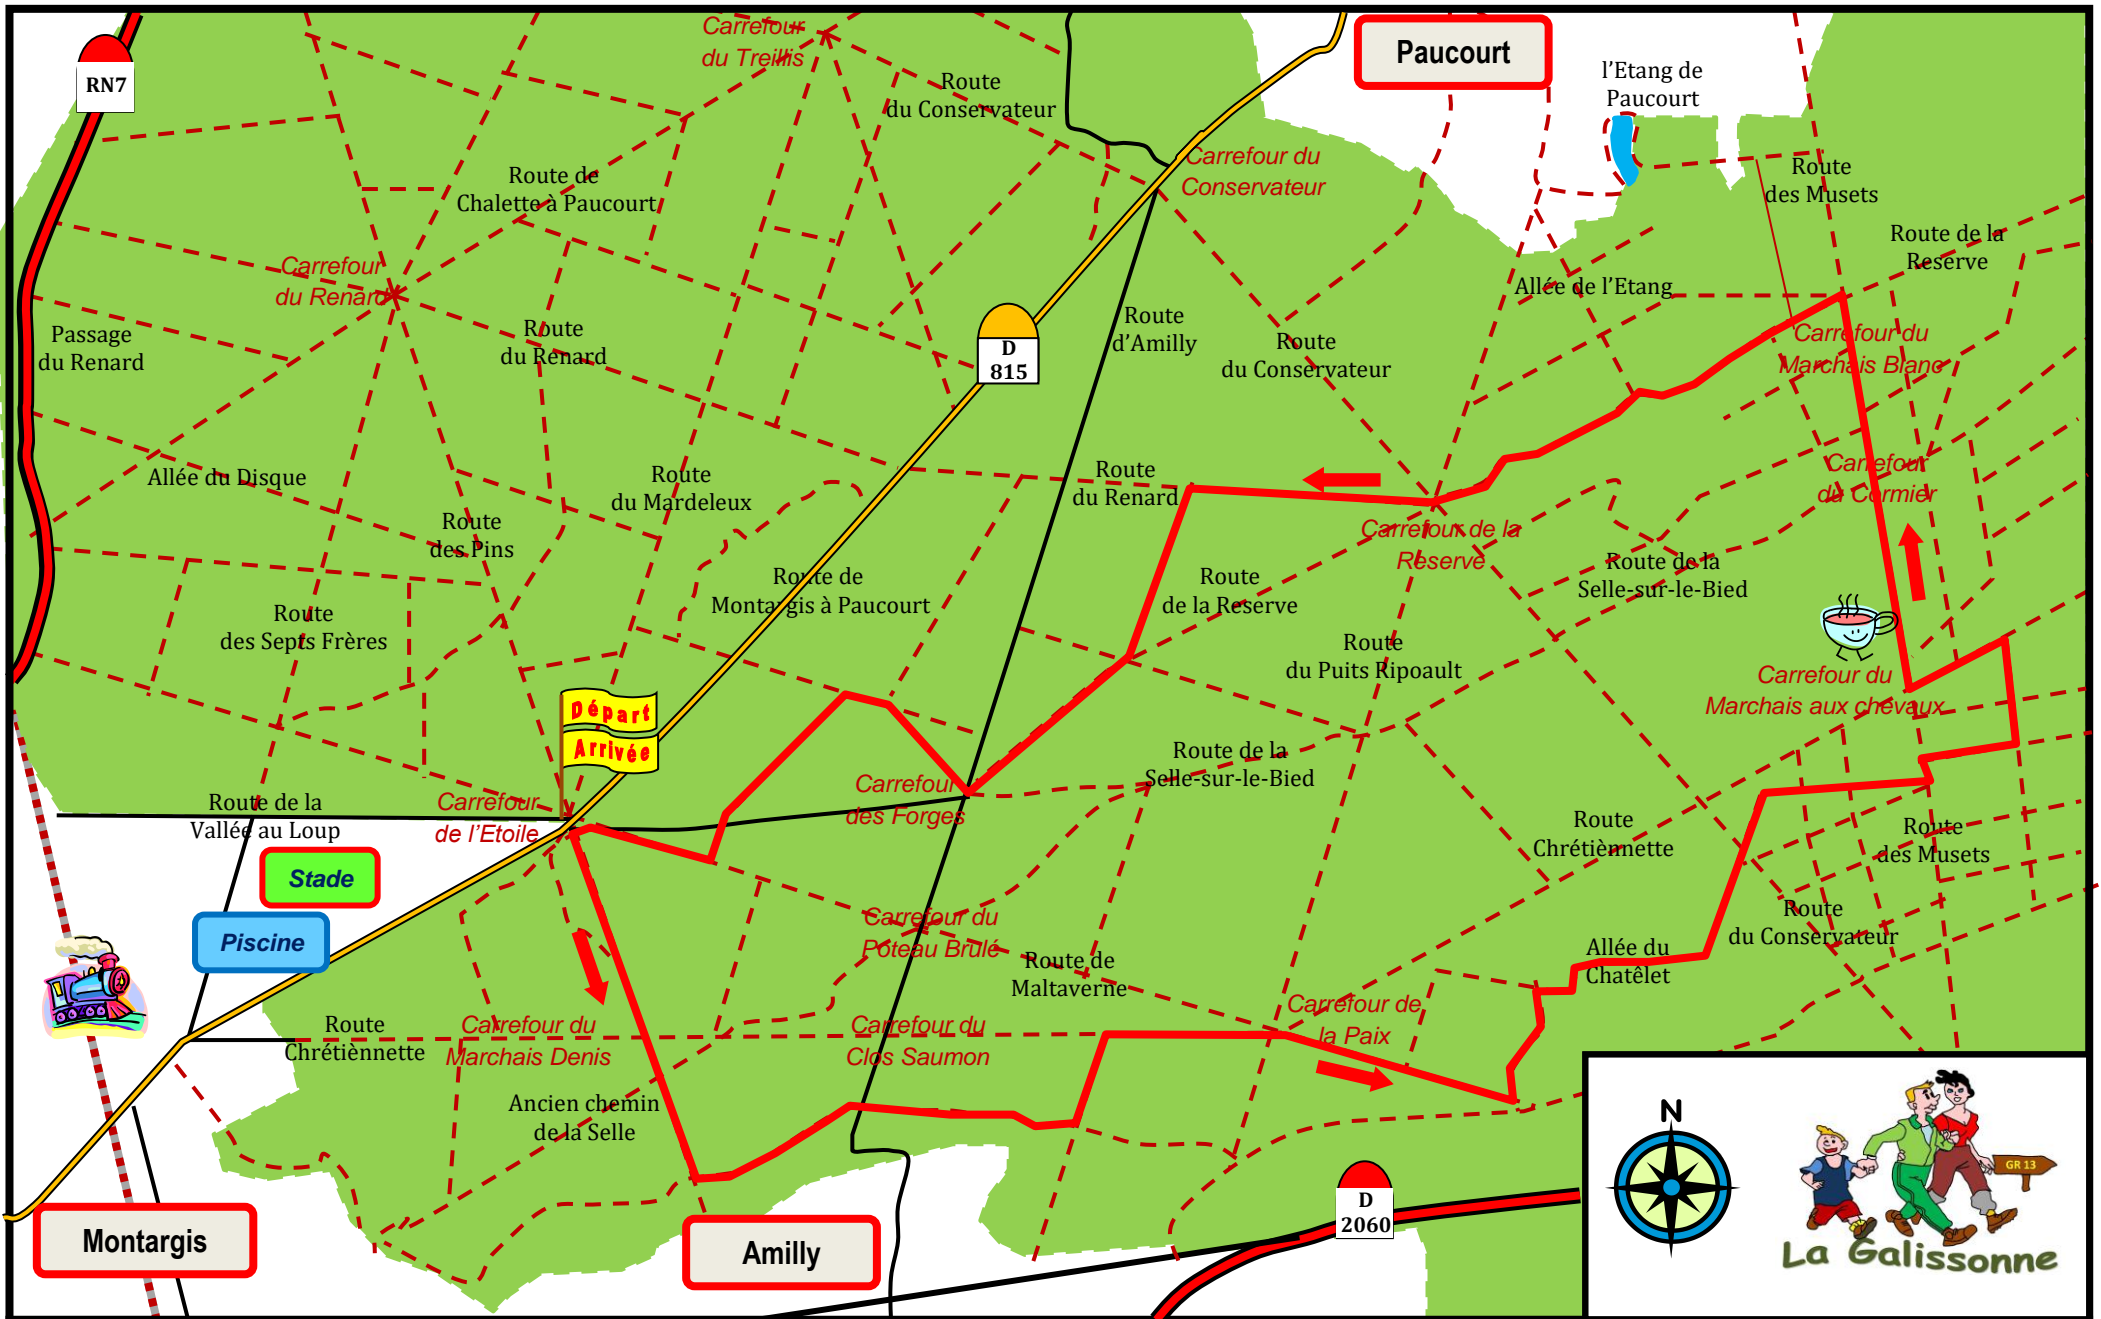 Carrefour
du Treillis
Paucourt
RN7
Route
du Conservateur
l'Etang de
Paucourt
Carrefour du
Conservateur
Route
des Musets
Route de
Chalette à Paucourt
Route de la
Reserve
Carrefour
du Renard
Allée de l'Etang
Passage
du Renard
Route
du Renard
D
815
Route
d'Amilly
Route
du Conservateur
Carrefour du
Marchais Blanc
Allée du Disque
Route
du Mardeleux
Route
du Renard
Carrefour
du Cormier
Route
des Pins
Carrefour de la
Reserve
Route de
Montargis à Paucourt
Route
de la Reserve
Route de la
Selle-sur-le-Bied
Route
des Septs Frères
Route
du Puits Ripoault
Carrefour du
Marchais aux chevaux
Départ
Arrivée
Route de la
Selle-sur-le-Bied
Carrefour
des Forges
Route de la
Vallée au Loup
Carrefour
de l'Etoile
Route
Chrétiènnette
Route
des Musets
Stade
Piscine
Carrefour du
Poteau Brulé
Route
du Conservateur
Route de
Maltaverne
Allée du
Chatêlet
Carrefour de
la Paix
Route
Chrétiènnette
Carrefour du
Marchais Denis
Carrefour du
Clos Saumon
Ancien chemin
de la Selle
N
GR 13
D
2060
Montargis
Amilly
La Galissonne